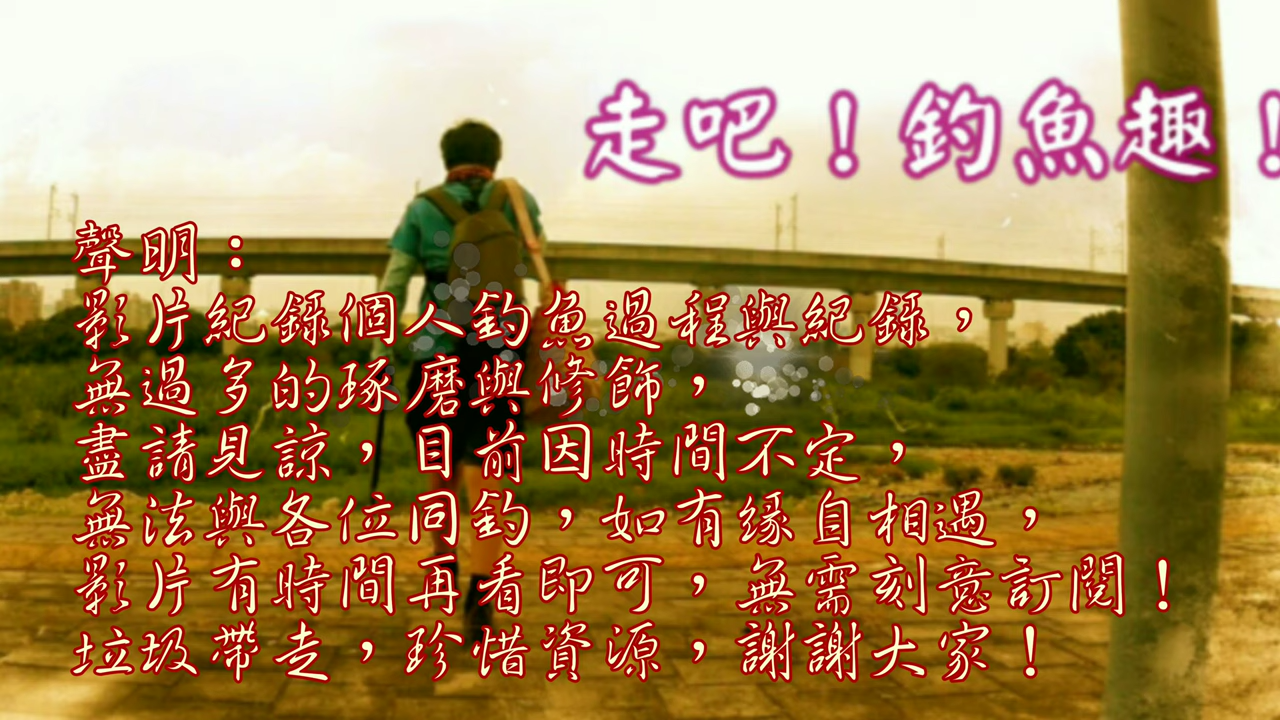 走吧！釣魚趣！
聲明：
影片紀錄個人釣魚過程與紀錄，
無過多的琢磨與修飾，
盡請見諒，目前因時間不定，
無法與各位同釣，如有緣自相遇，
影片有時間再看即可，無需刻意訂閱！
垃圾帶走，珍惜資源，謝謝大家！